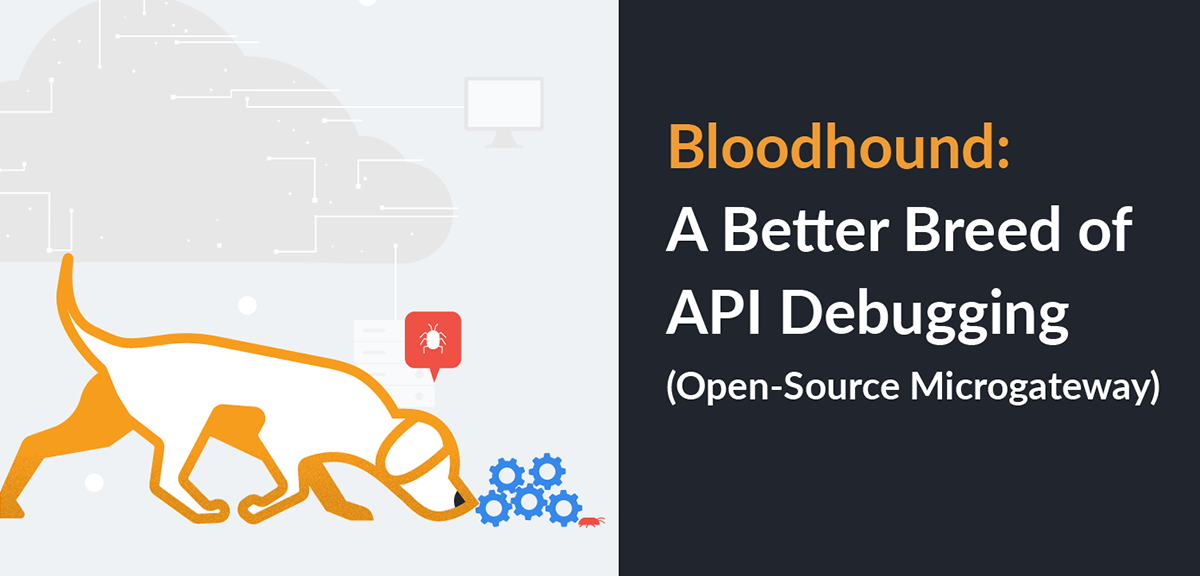 Bloodhound:
A Better Breed of
API Debugging
(Open-Source Microgateway)